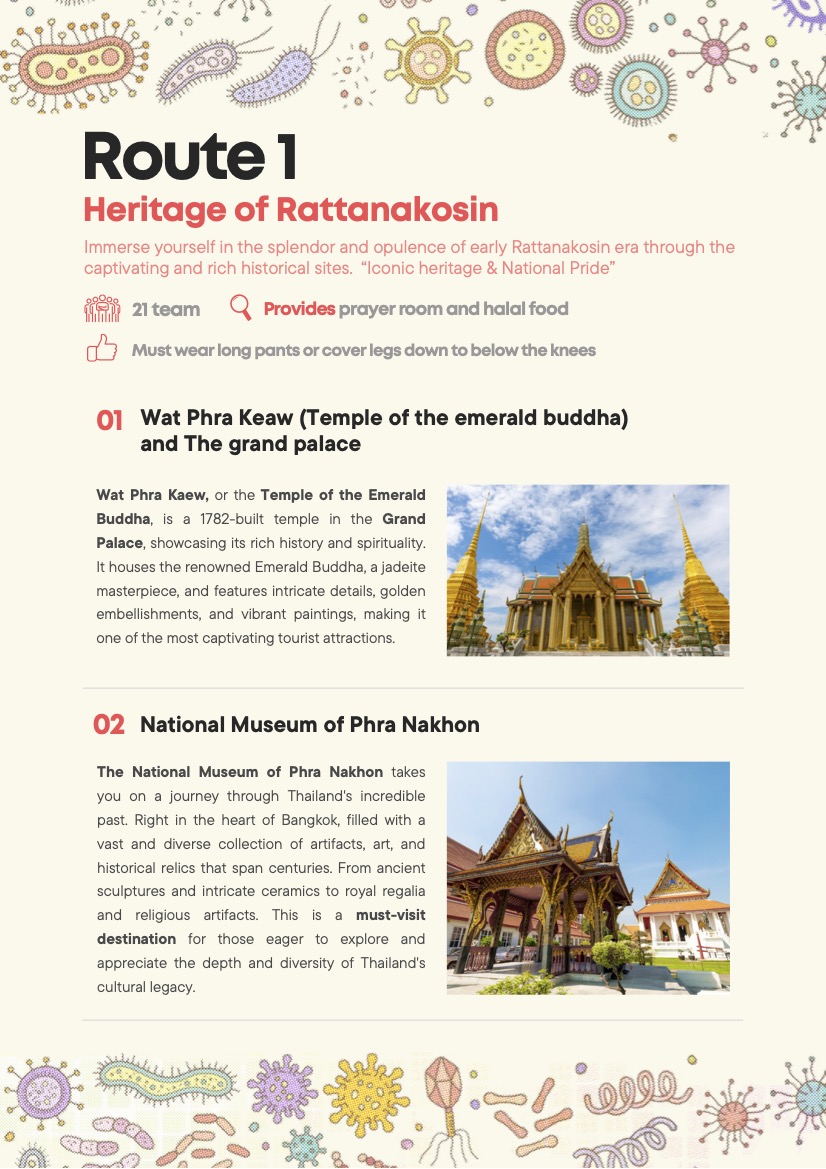 Route 1
Heritage of Rattanakosin
Immerse yourself in the splendor and opulence of early Rattanakosin era through the
captivating and rich historical sites. “Iconic heritage & National Pride”
21 team
Provides prayer room and halal food
Must wear long pants or cover legs down to below the knees
01 Wat Phra Keaw (Temple of the emerald buddha)
and The grand palace
Wat Phra Kaew, or the Temple of the Emerald
Buddha, is a 1782-built temple in the Grand
Palace, showcasing its rich history and spirituality.
It houses the renowned Emerald Buddha, a jadeite
masterpiece, and features intricate details, golden
embellishments, and vibrant paintings, making it
one of the most captivating tourist attractions.
02 National Museum of Phra Nakhon
The National Museum of Phra Nakhon takes
you on a journey through Thailand's incredible
past. Right in the heart of Bangkok, filled with a
vast and diverse collection of artifacts, art, and
historical relics that span centuries. From ancient
sculptures and intricate ceramics to royal regalia
and religious artifacts. This is a must-visit
destination for those eager to explore and
appreciate the depth and diversity of Thailand's
cultural legacy.